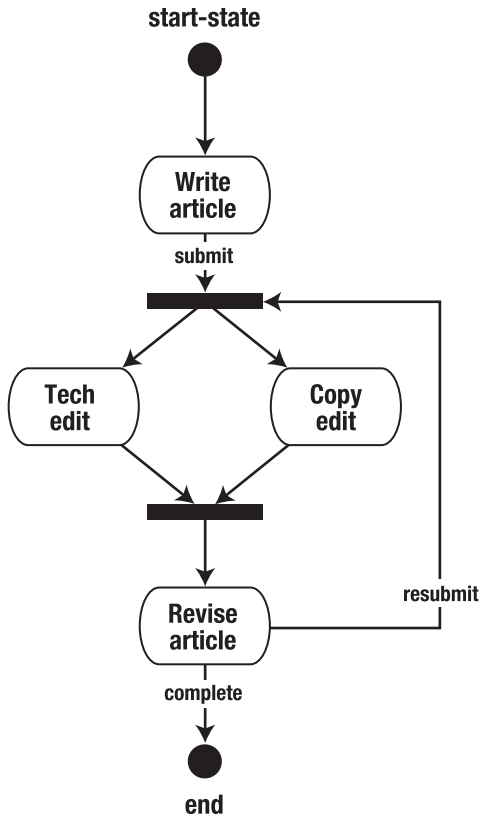 start-state
Write
article
submit
Tech
edit
Copy
edit
resubmit
Revise
article
complete
end